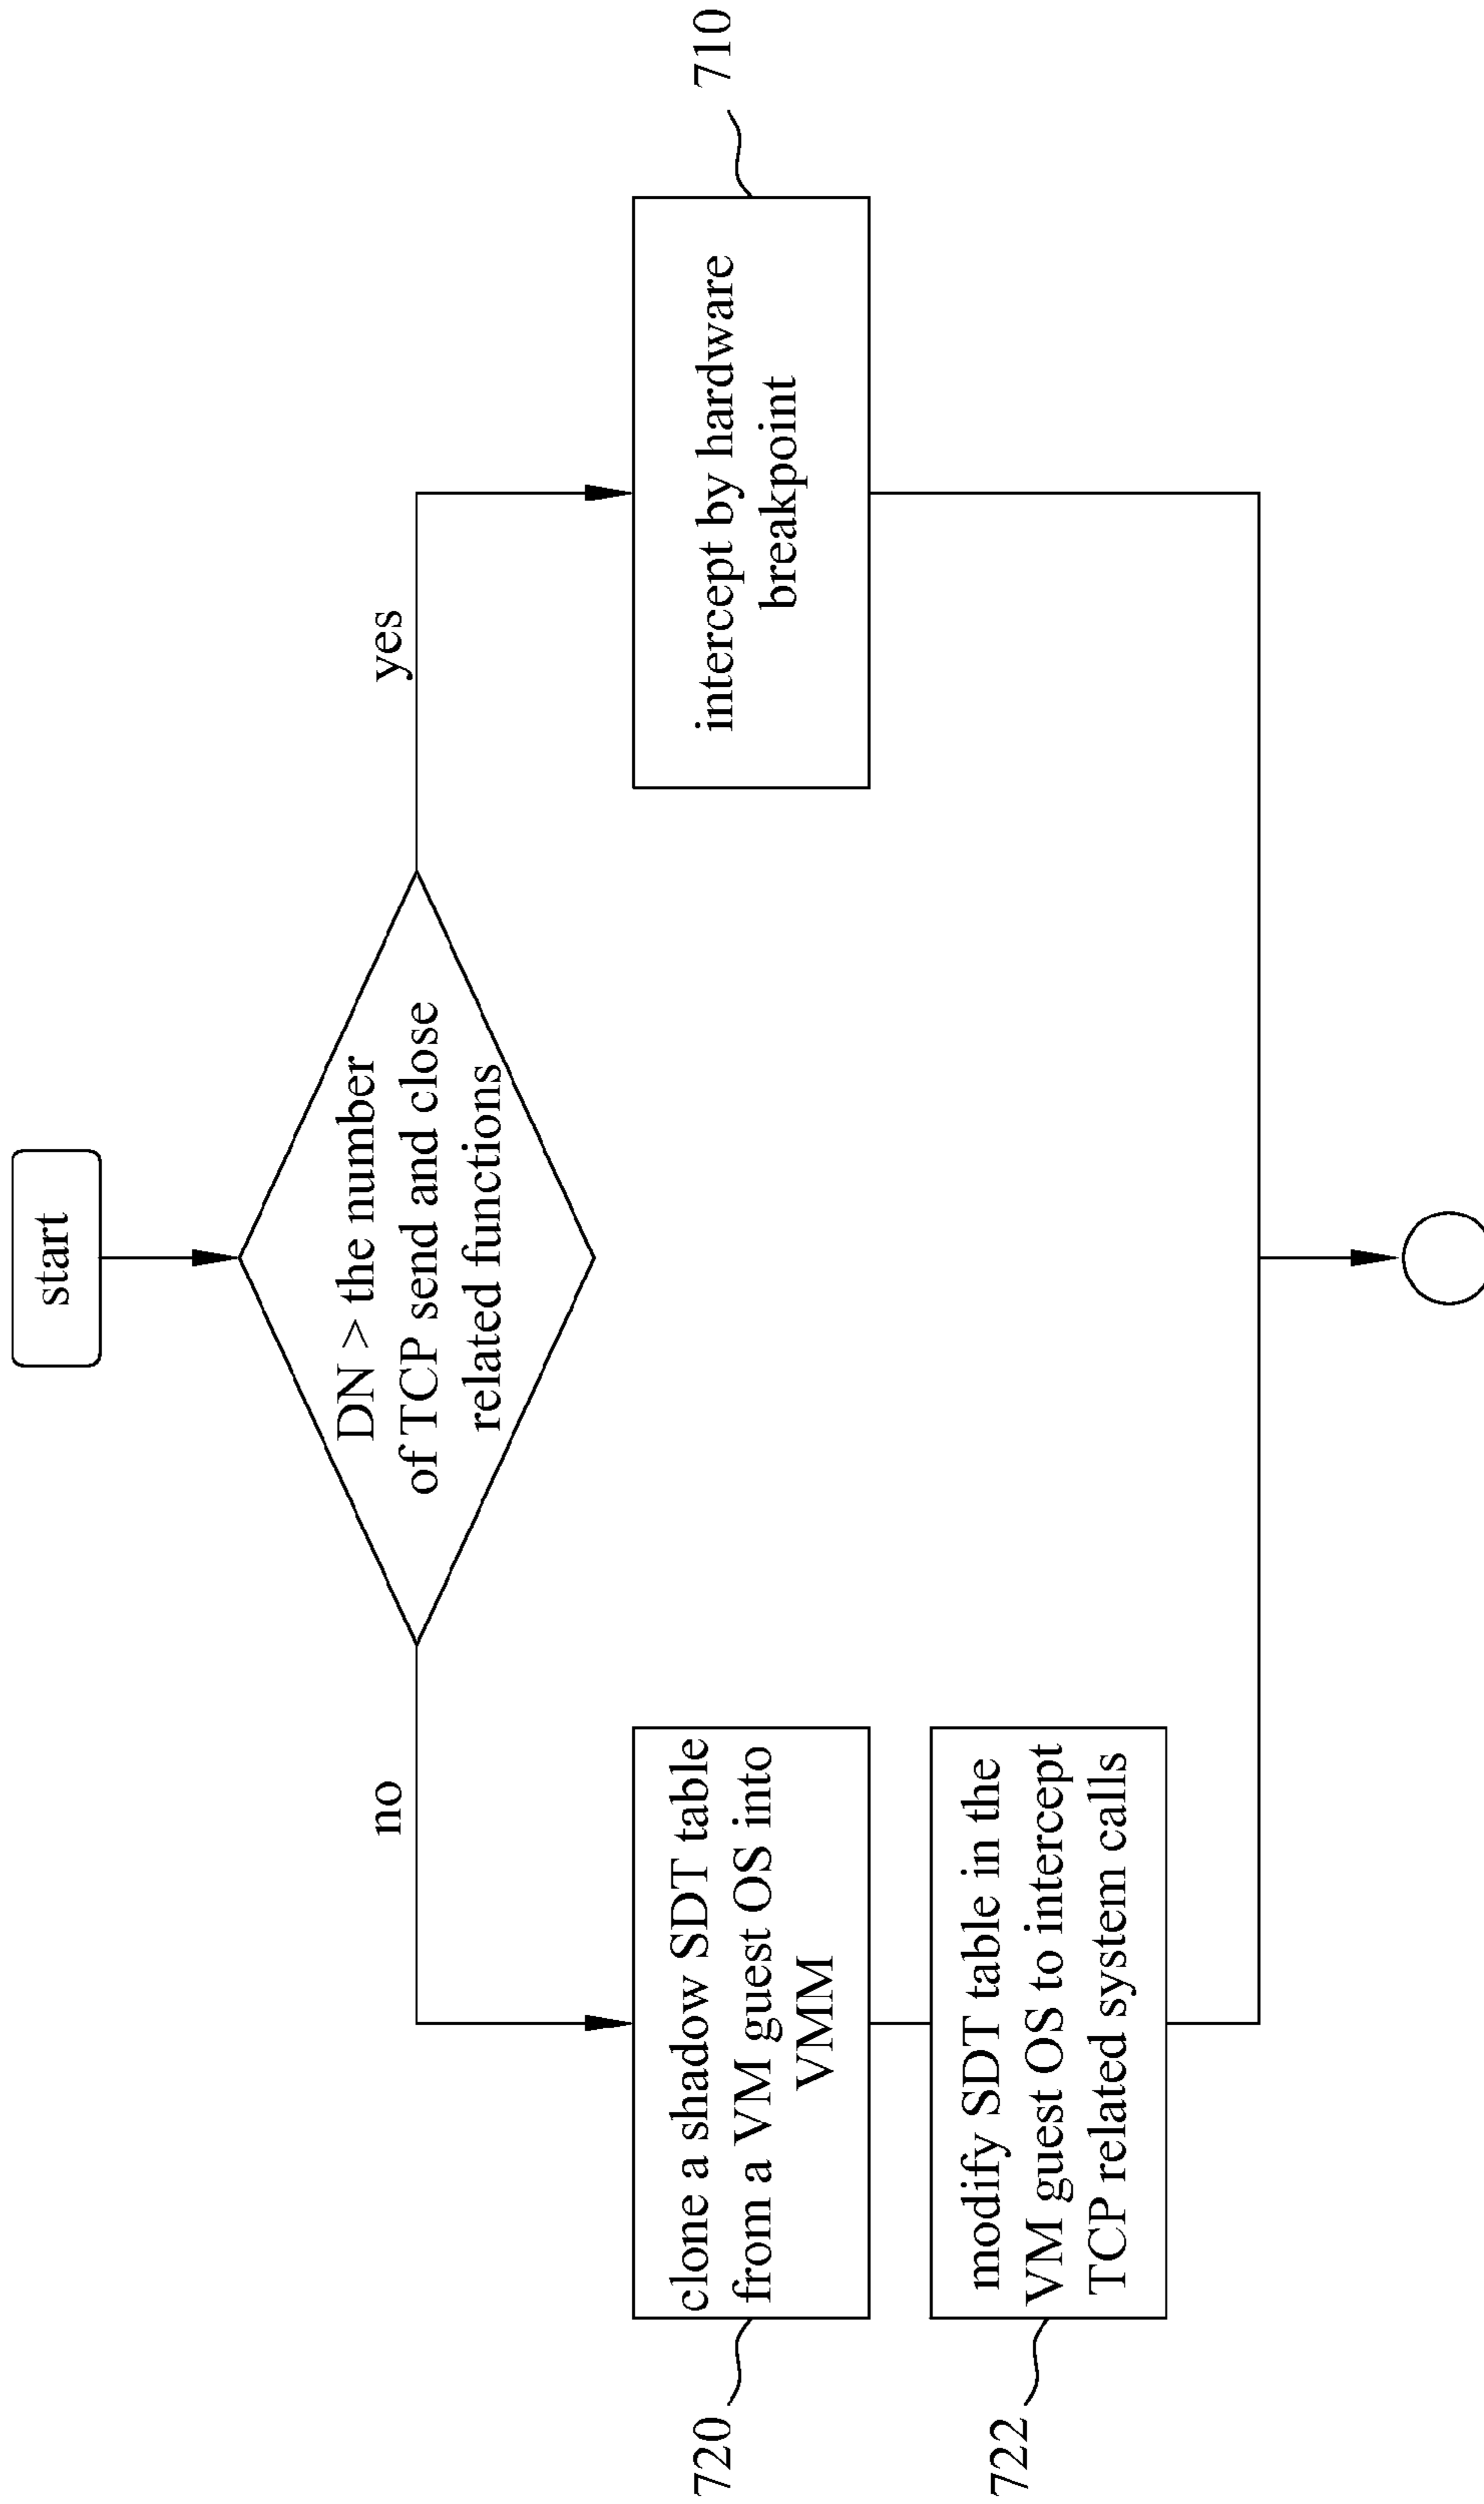 start
DN > the number
of TCP send and close
related functions
no
yes
clone a shadow SDT table
from a VM guest OS into
VMM
720
intercept by hardware
breakpoint
710
modify SDT table in the
VM guest OS to intercept
TCP related system calls
722